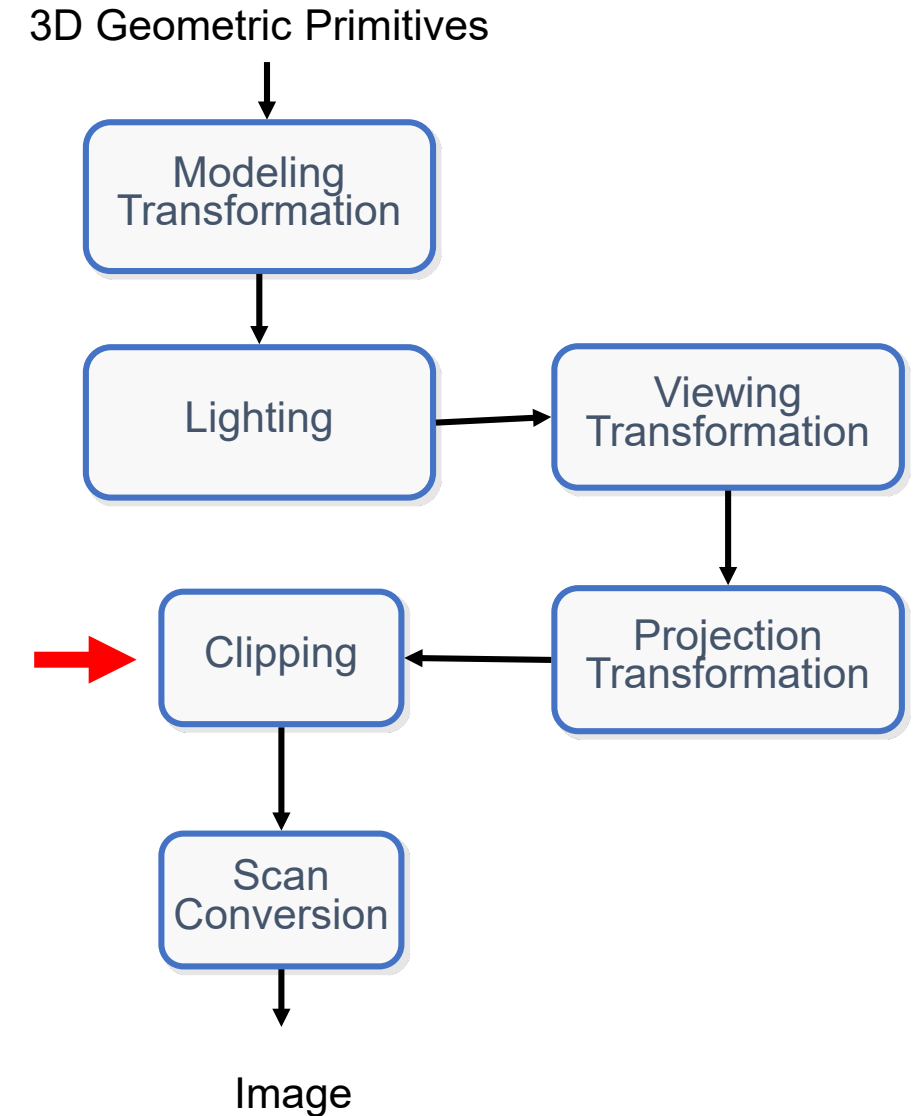 3D Geometric Primitives
Modeling
Transformation
Lighting
Viewing
Transformation
Projection
Transformation
Clipping
Scan
Conversion
Image